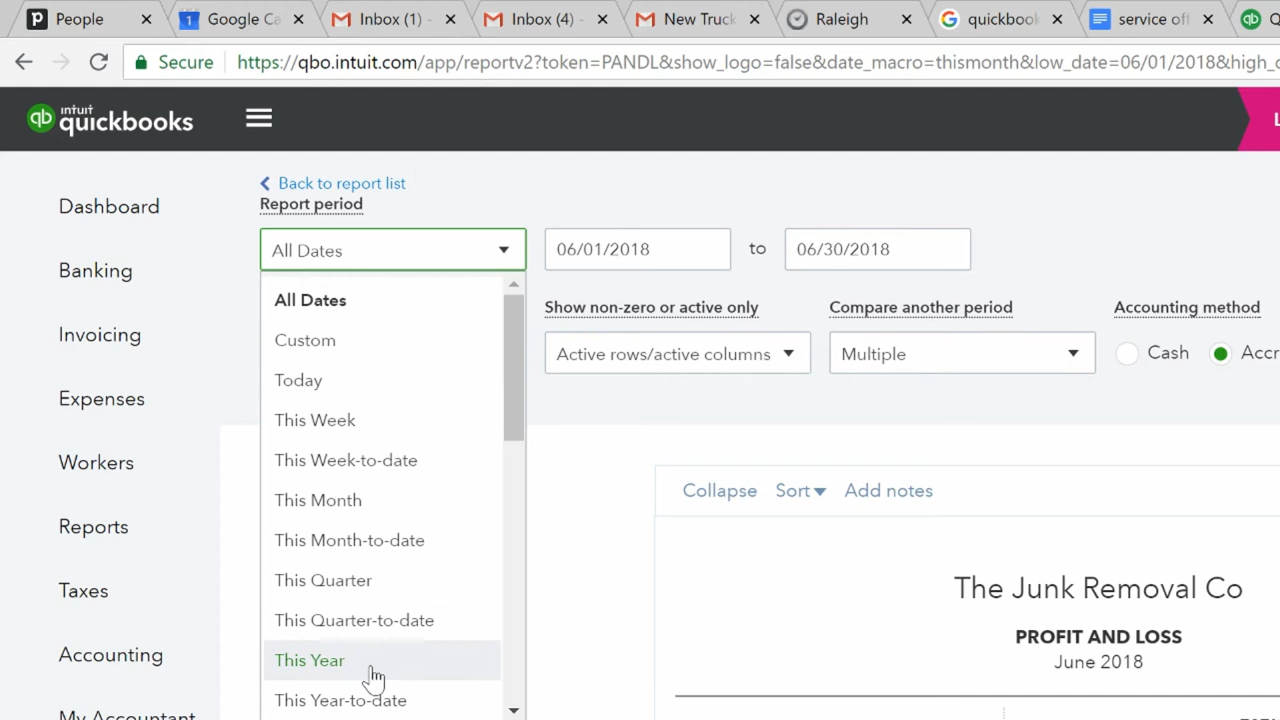 People
Google Ca
Inbox (1) -
Inbox (4) -
New Truck
Raleigh
quickbook
service off
Secure https://qbo.intuit.com/app/reportv2?token=PANDL&show_logo=false&date_macro=thismonth&low_date=06/01/2018&high_d
intuit
quickbooks
Dashboard
Banking
Invoicing
Expenses
Workers
Reports
Taxes
Accounting
My Accountant
Back to report list
Report period
All Dates
06/01/2018 to 06/30/2018
All Dates
Custom
Today
This Week
This Week-to-date
This Month
This Month-to-date
This Quarter
This Quarter-to-date
This Year
This Year-to-date
Show non-zero or active only
Active rows/active columns
Compare another period
Multiple
Accounting method
Cash Accr
Collapse Sort Add notes
The Junk Removal Co
PROFIT AND LOSS
June 2018